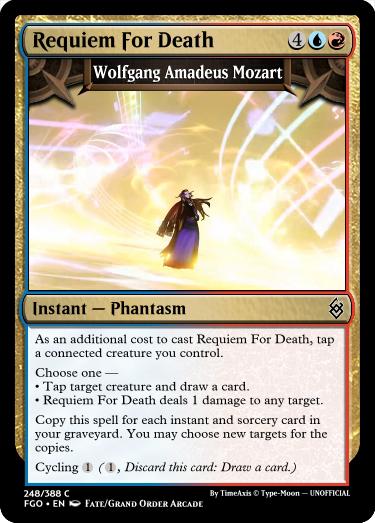 Requiem For Death 4
Wolfgang Amadeus Mozart
Instant — Phantasm
As an additional cost to cast Requiem For Death, tap
a connected creature you control.
Choose one —
• Tap target creature and draw a card.
• Requiem For Death deals 1 damage to any target.
Copy this spell for each instant and sorcery card in
your graveyard. You may choose new targets for the
copies.
Cycling 1 ( 1, Discard this card: Draw a card.)
248/388 C
FGO • EN Fate/Grand Order Arcade
By TimeAxis © Type-Moon — UNOFFICIAL